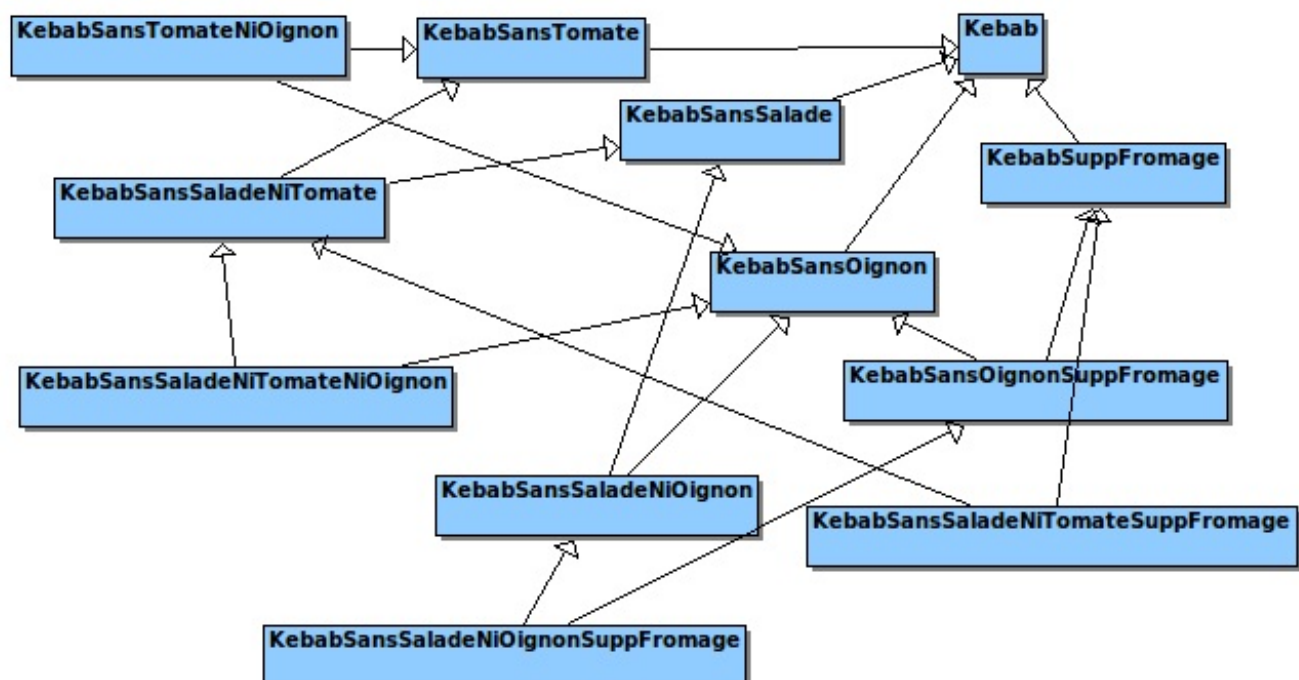 KebabSansTomateNiOignon
KebabSansTomate
Kebab
KebabSansSalade
KebabSuppFromage
KebabSansSaladeNiTomate
KebabSansOignon
KebabSansSaladeNiTomateNiOignon
KebabSansOignonSuppFromage
KebabSansSaladeNiOignon
KebabSansSaladeNiTomateSuppFromage
KebabSansSaladeNiOignonSuppFromage